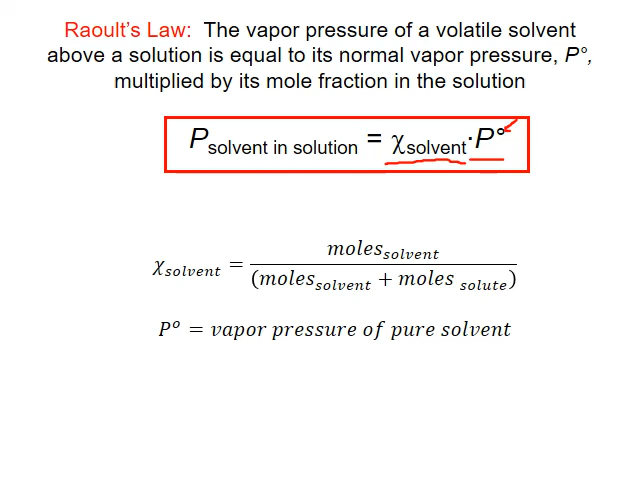 Raoult's Law: The vapor pressure of a volatile solvent
above a solution is equal to its normal vapor pressure, P°,
multiplied by its mole fraction in the solution
P solvent in solution = χ solvent ·P°
χ solvent = moles solvent / (moles solvent + moles solute)
P° = vapor pressure of pure solvent